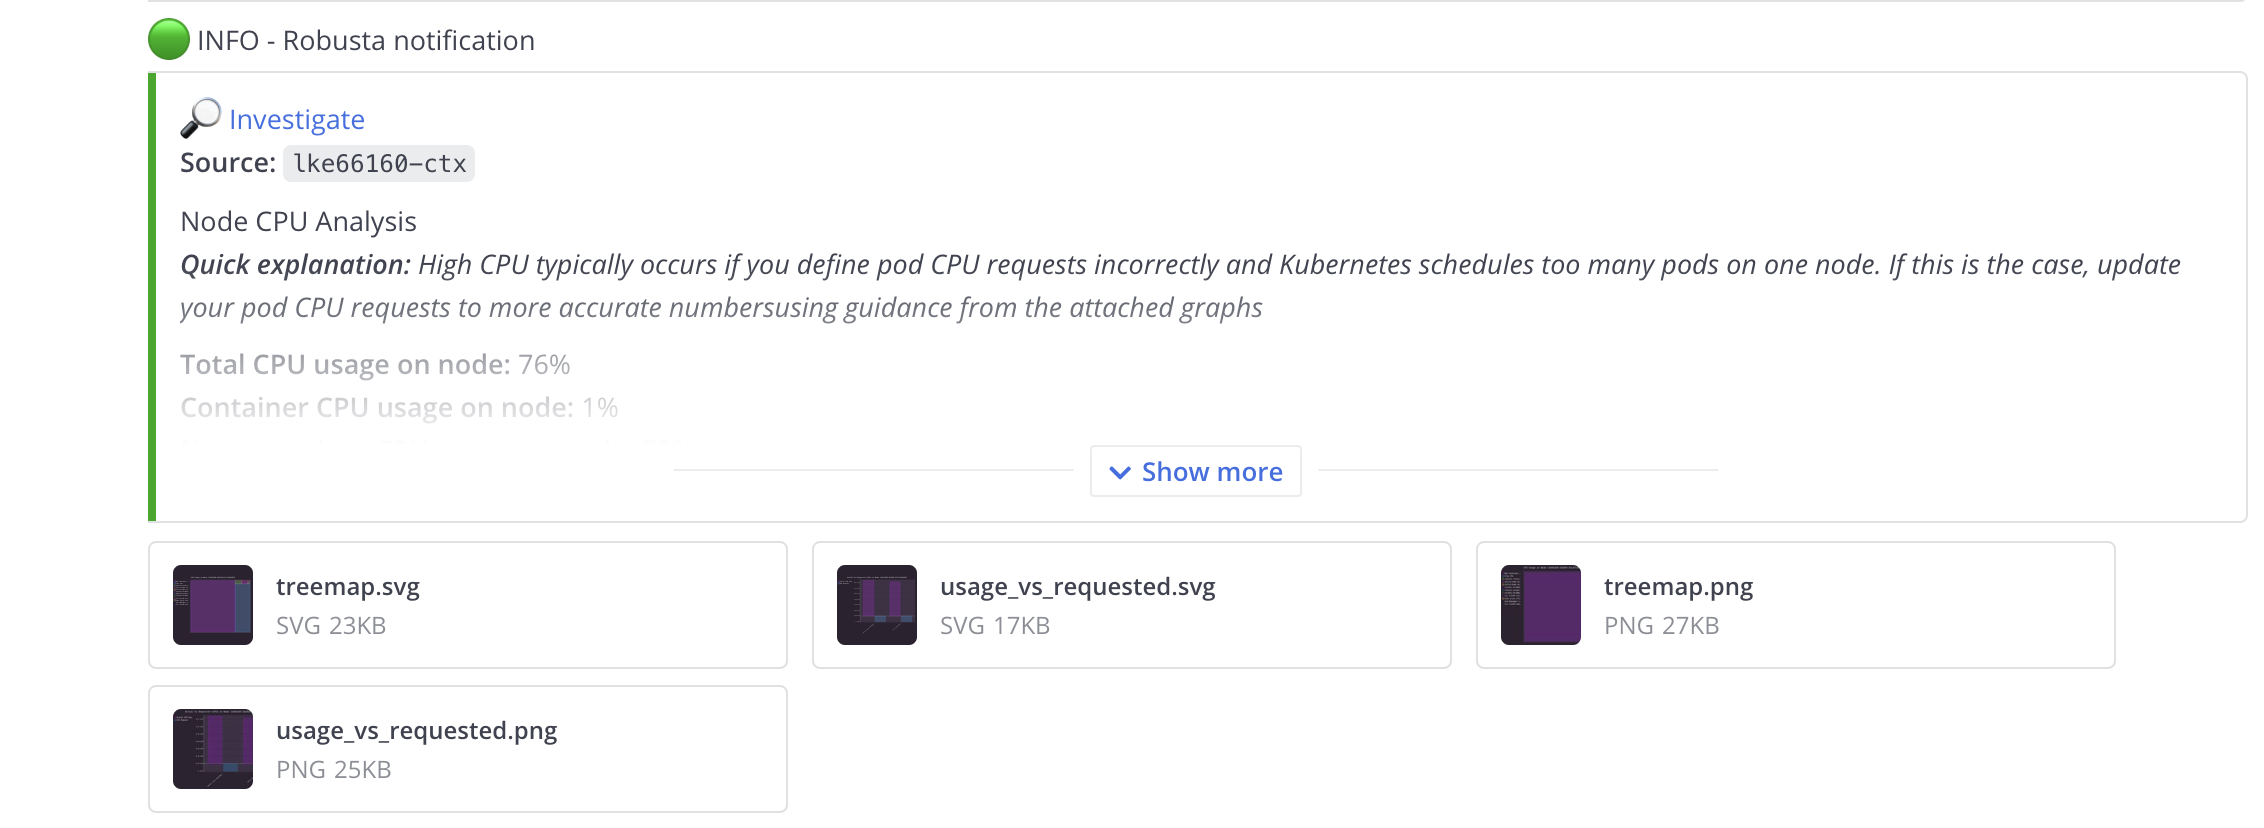 INFO - Robusta notification
Investigate
Source: lke66160-ctx
Node CPU Analysis
Quick explanation: High CPU typically occurs if you define pod CPU requests incorrectly and Kubernetes schedules too many pods on one node. If this is the case, update
your pod CPU requests to more accurate numbersusing guidance from the attached graphs
Total CPU usage on node: 76%
Container CPU usage on node: 1%
Show more
treemap.svg
SVG 23KB
usage_vs_requested.svg
SVG 17KB
treemap.png
PNG 27KB
usage_vs_requested.png
PNG 25KB